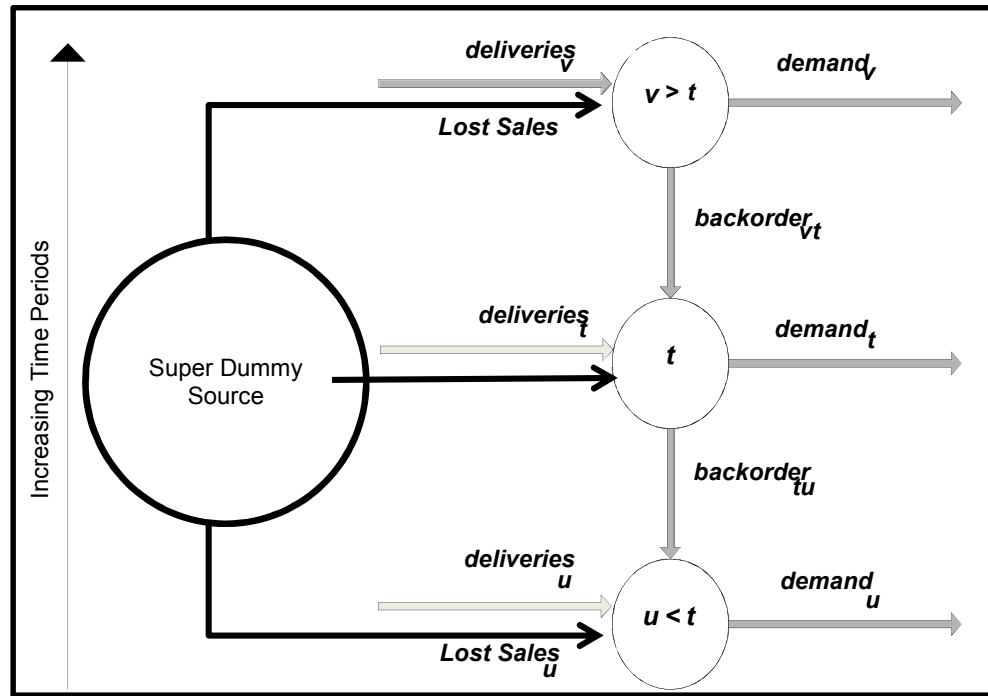 deliveries v
v > t
demand v
Lost Sales
backorder vt
Increasing Time Periods
deliveries t
Super Dummy
Source
t
demand t
backorder tu
deliveries u
u < t
demand u
Lost Sales u